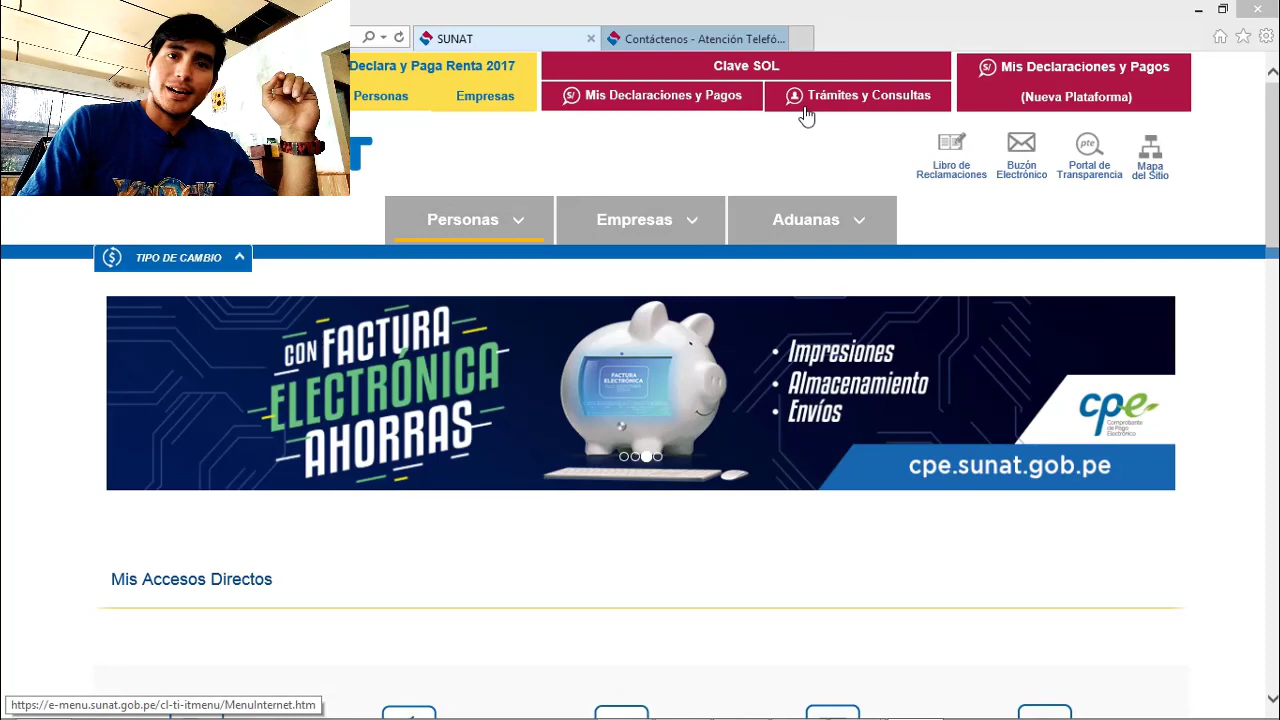 SUNAT
Contáctenos - Atención Telefó...
Declara y Paga Renta 2017
Personas
Empresas
Clave SOL
Mis Declaraciones y Pagos
Trámites y Consultas
Mis Declaraciones y Pagos
(Nueva Plataforma)
T
Libro de
Reclamaciones
Buzón
Electrónico
pte
Portal de
Transparencia
Mapa
del Sitio
Personas
Empresas
Aduanas
TIPO DE CAMBIO
CON FACTURA
ELECTRÓNICA
AHORRAS
FACTURA
ELECTRÓNICA
• Impresiones
• Almacenamiento
• Envíos
cpe
Comprobante
de Pago
Electrónico
cpe.sunat.gob.pe
Mis Accesos Directos
https://e-menu.sunat.gob.pe/cl-ti-itmenu/MenuInternet.htm